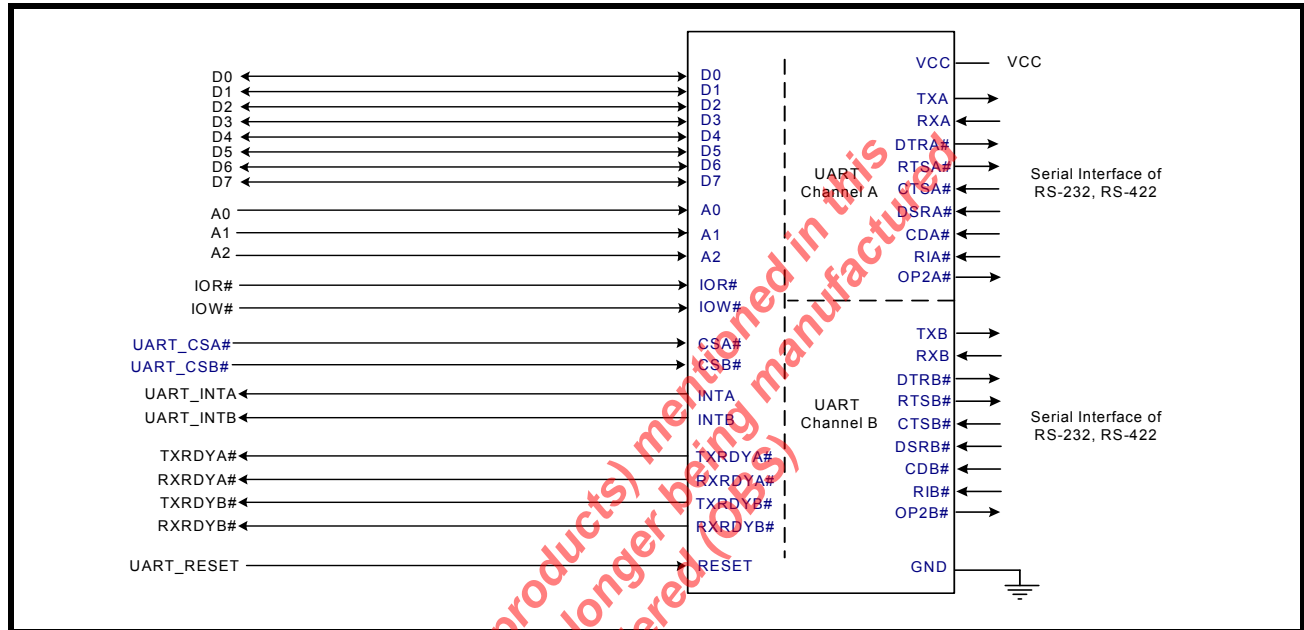 D0
D1
D2
D3
D4
D5
D6
D7
A0
A1
A2
IOR#
IOW#
UART_CSA#
UART_CSB#
UART_INTA
UART_INTB
TXRDYA#
RXRDYA#
TXRDYB#
RXRDYB#
UART_RESET
D0
D1
D2
D3
D4
D5
D6
D7
A0
A1
A2
IOR#
IOW#
CSA#
CSB#
INTA
INTB
TXRDYA#
RXRDYA#
TXRDYB#
RXRDYB#
RESET
UART
Channel A
UART
Channel B
VCC
TXA
RXA
DTRA#
RTSA#
CTSA#
DSRA#
CDA#
RIA#
OP2A#
TXB
RXB
DTRB#
RTSB#
CTSB#
DSRB#
CDB#
RIB#
OP2B#
GND
VCC
Serial Interface of
RS-232, RS-422
Serial Interface of
RS-232, RS-422
products) mentioned in this
longer being manufactured
(OBS)